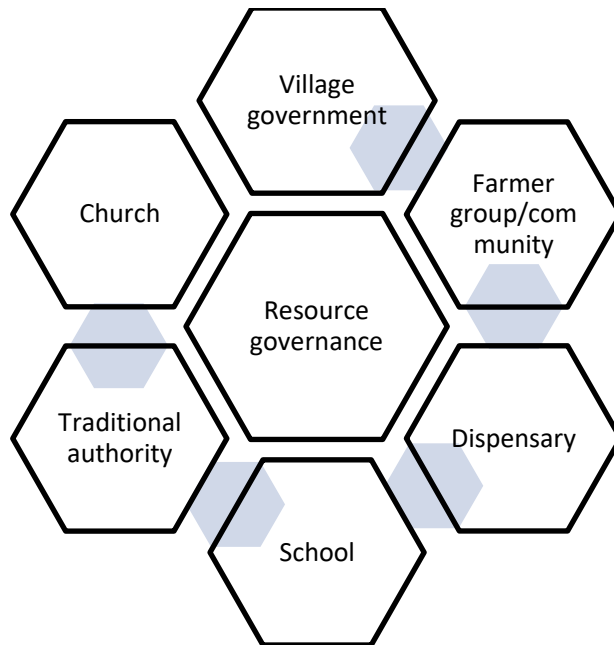 Village
government
Church
Farmer
group/com
munity
Resource
governance
Traditional
authority
Dispensary
School